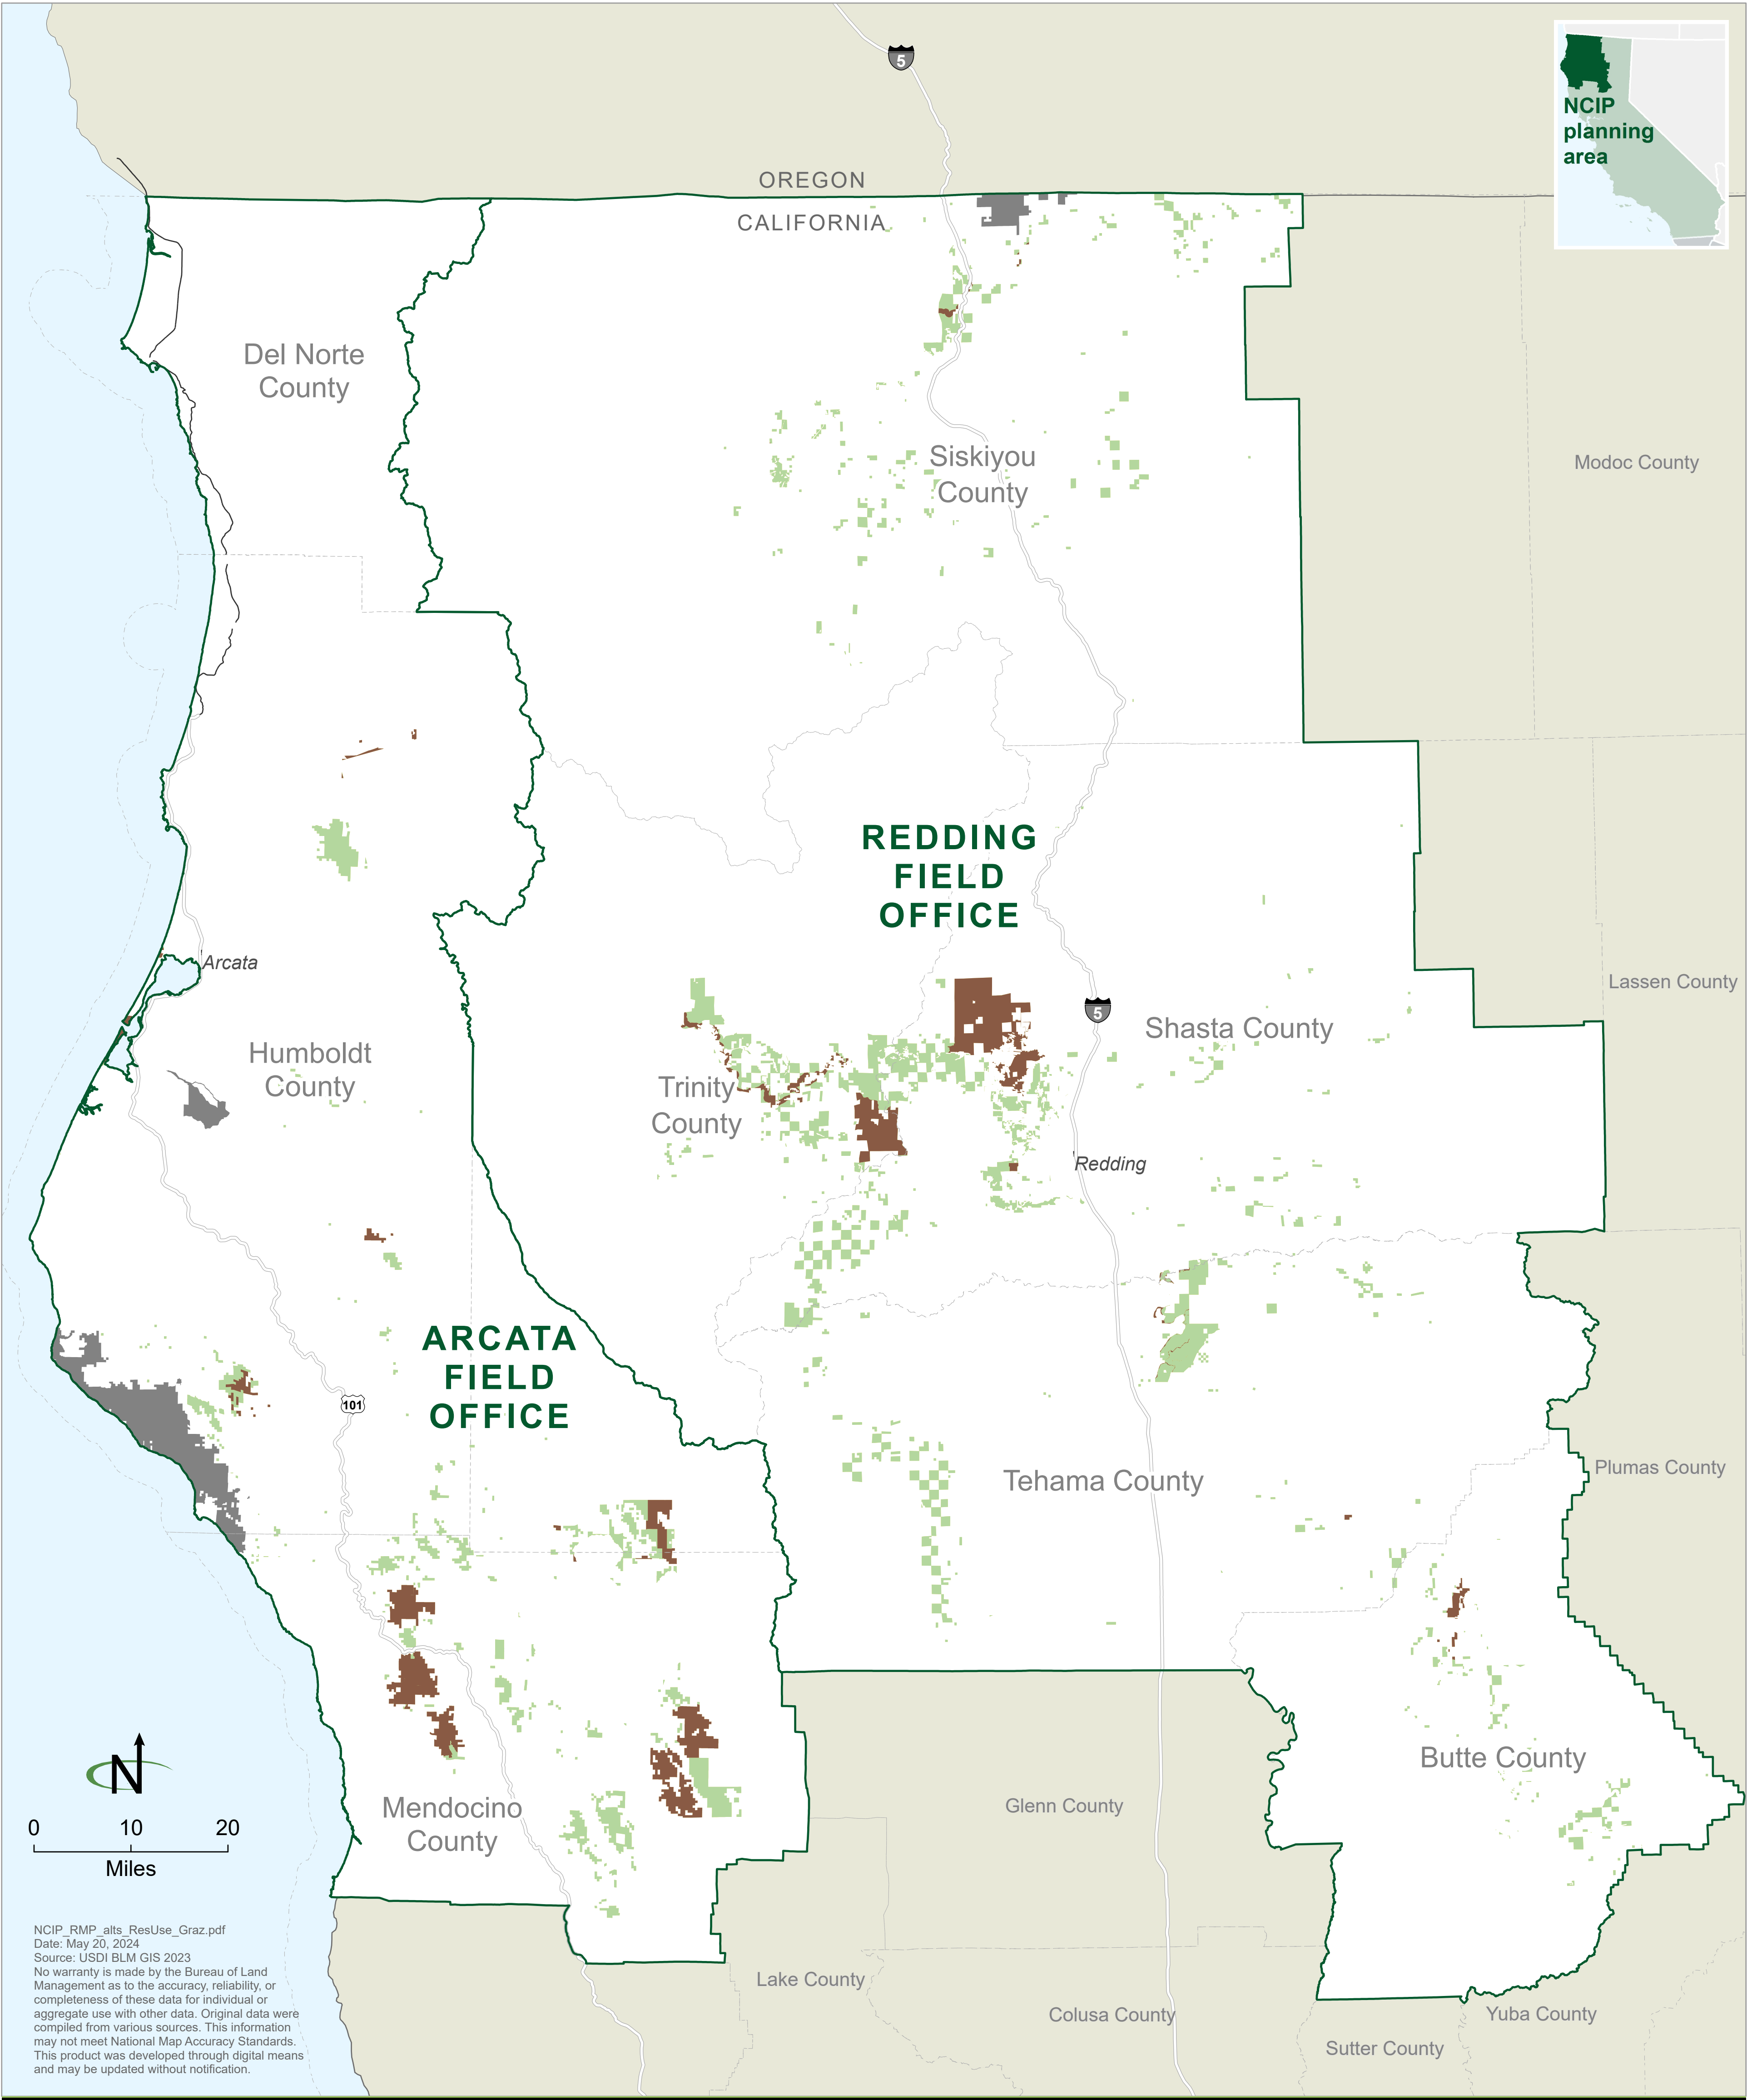 5
NCIP
planning
area
OREGON
CALIFORNIA
Del Norte
County
Siskiyou
County
Modoc County
REDDING
FIELD
OFFICE
Arcata
Lassen County
5
Shasta County
Humboldt
County
Trinity
County
Redding
ARCATA
FIELD
OFFICE
101
Tehama County
Plumas County
Butte County
N
Mendocino
County
Glenn County
0 10 20
Miles
NCIP_RMP_alts_ResUse_Graz.pdf
Date: May 20, 2024
Source: USDI BLM GIS 2023
No warranty is made by the Bureau of Land
Management as to the accuracy, reliability, or
completeness of these data for individual or
aggregate use with other data. Original data were
compiled from various sources. This information
may not meet National Map Accuracy Standards.
This product was developed through digital means
and may be updated without notification.
Lake County
Colusa County
Yuba County
Sutter County